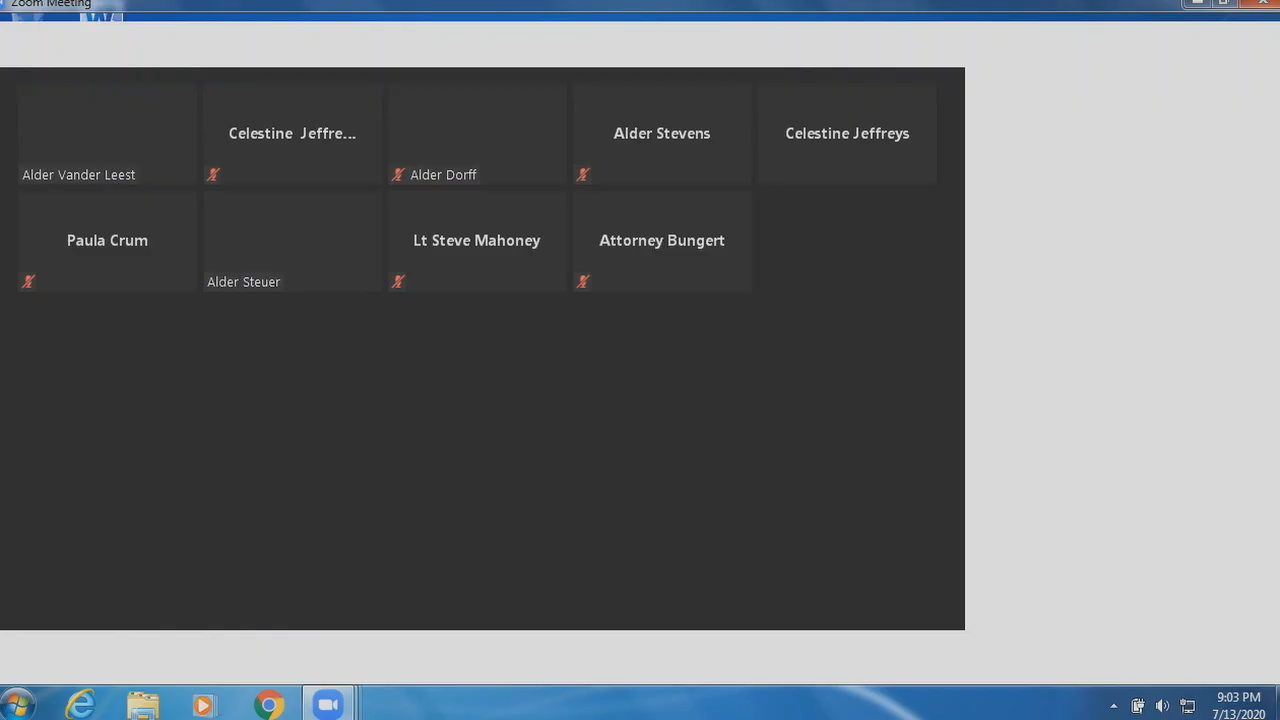 Zoom Meeting
Celestine Jeffre...
Alder Stevens
Celestine Jeffreys
Alder Vander Leest
Alder Dorff
Paula Crum
Lt Steve Mahoney
Attorney Bungert
Alder Steuer
9:03 PM
7/13/2020